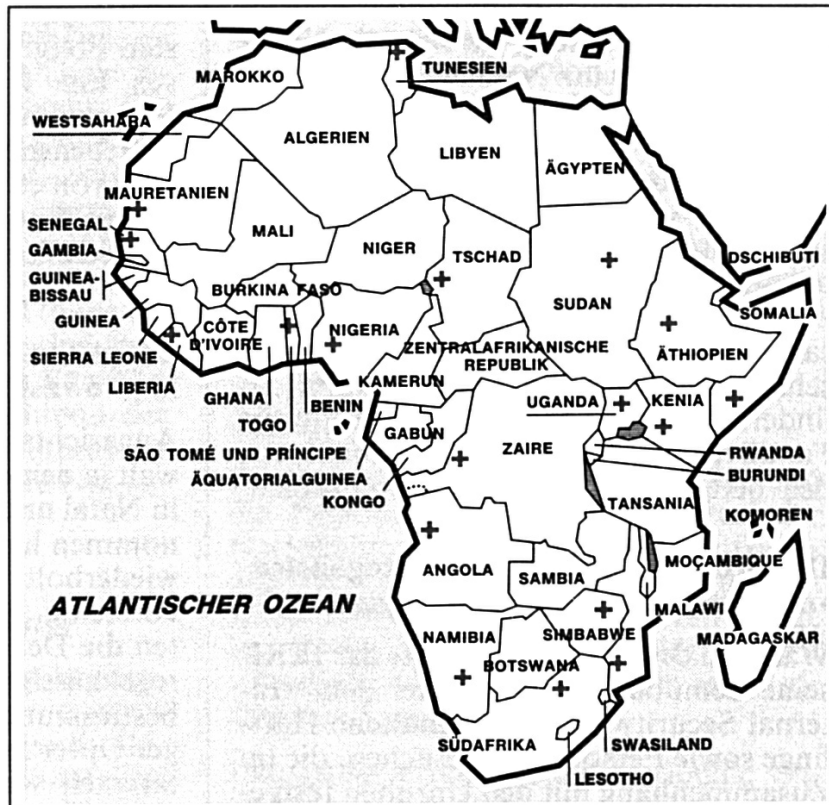 TUNESIEN
MAROKKO
WESTSAHARA
ALGERIEN
LIBYEN
ÄGYPTEN
MAURETANIEN
MALI
NIGER
TSCHAD
SENEGAL
GAMBIA
GUINEA-
BISSAU
BURKINA FASO
SUDAN
DSCHIBUTI
SOMALIA
GUINEA
CÔTE
D'IVOIRE
NIGERIA
SIERRA LEONE
LIBERIA
ZENTRALAFRIKANISCHE
REPUBLIK
ÄTHIOPIEN
GHANA
TOGO
BENIN
KAMERUN
UGANDA
KENIA
SÃO TOMÉ UND PRÍNCIPE
ÄQUATORIALGUINEA
GABUN
KONGO
ZAIRE
RWANDA
BURUNDI
TANSANIA
KOMOREN
ANGOLA
SAMBIA
MOÇAMBIQUE
MALAWI
ATLANTISCHER OZEAN
NAMIBIA
SIMBABWE
MADAGASKAR
BOTSWANA
SÜDAFRIKA
SWASILAND
LESOTHO